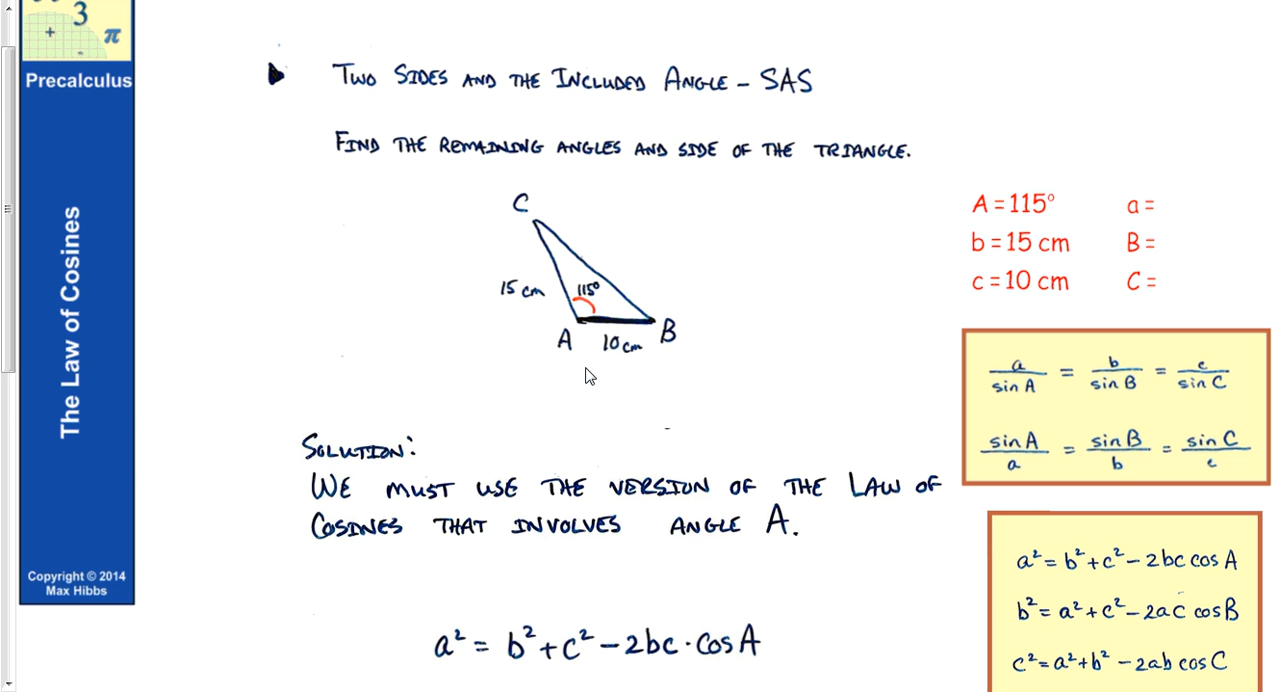 3
+ π
-
Precalculus
The Law of Cosines
Copyright © 2014
Max Hibbs
TWO SIDES AND THE INCLUDED ANGLE - SAS
FIND THE REMAINING ANGLES AND SIDE OF THE TRIANGLE.
C
15 cm
115°
A
10 cm
B
A = 115° a =
b = 15 cm B =
c = 10 cm C =
a/sin A = b/sin B = c/sin C
sin A/a = sin B/b = sin C/c
SOLUTION:
WE MUST USE THE VERSION OF THE LAW OF
COSINES THAT INVOLVES ANGLE A.
a² = b² + c² - 2bc · cos A
a² = b² + c² - 2bc cos A
b² = a² + c² - 2ac cos B
c² = a² + b² - 2ab cos C